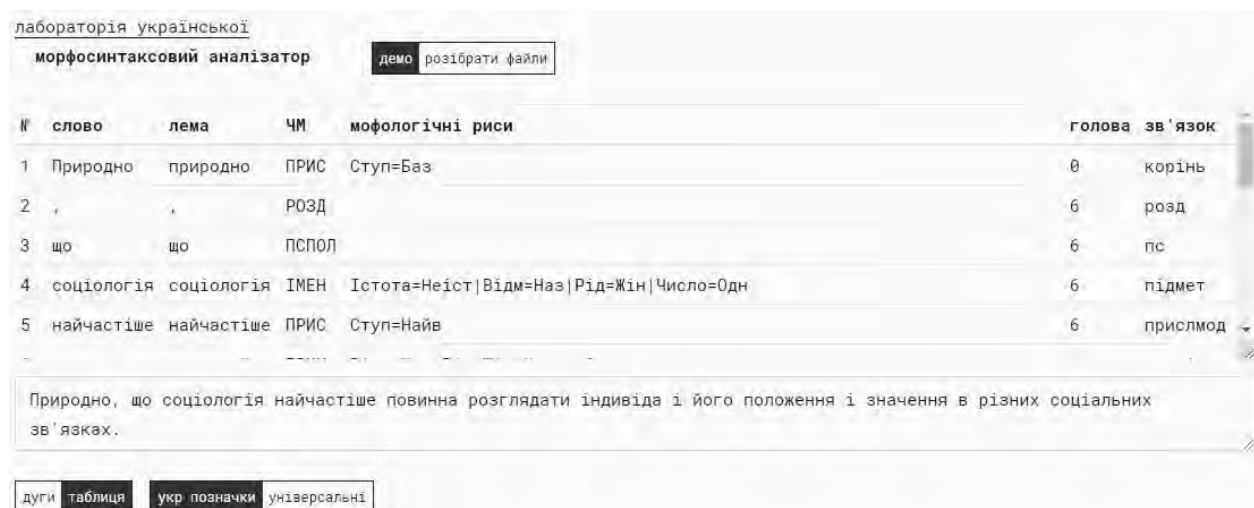 лабораторія української
морфосинтаксовий аналізатор демо розібрати файли
№ слово лема ЧМ мофологічні риси голова зв'язок
1 Природно природно ПРИС Ступ=Баз 0 корінь
2 , , РОЗД 6 розд
3 що що ПСПОЛ 6 пс
4 соціологія соціологія ІМЕН Істота=Неіст|Відм=Наз|Рід=Жін|Число=Одн 6 підмет
5 найчастіше найчастіше ПРИС Ступ=Найв 6 прислмод
Природно, що соціологія найчастіше повинна розглядати індивіда і його положення і значення в різних соціальних
зв'язках.
дуги таблиця укр позначки універсальні